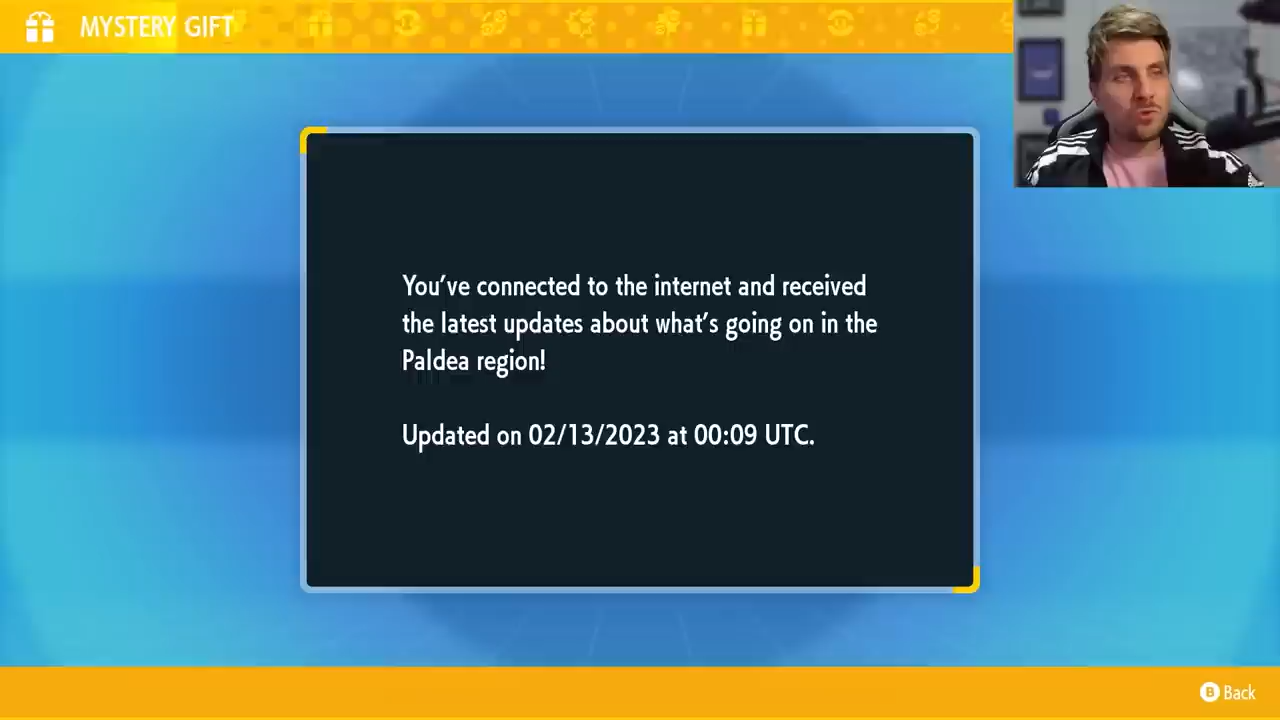 MYSTERY GIFT
You've connected to the internet and received
the latest updates about what's going on in the
Paldea region!
Updated on 02/13/2023 at 00:09 UTC.
B Back